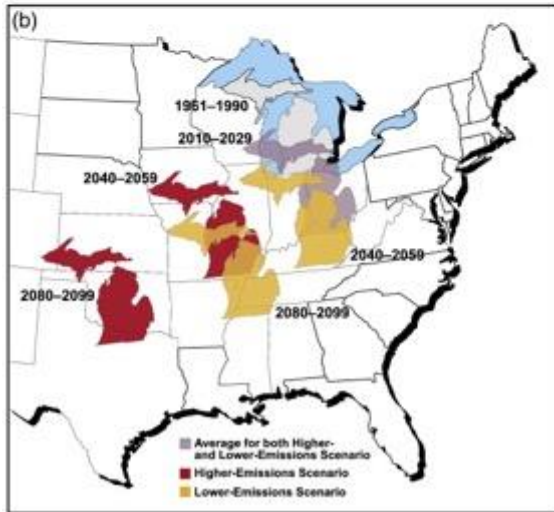 (b)
1961–1990
2010–2029
2040–2059
2040–2059
2080–2099
2080–2099
Average for both Higher-
and Lower-Emissions Scenario
Higher-Emissions Scenario
Lower-Emissions Scenario